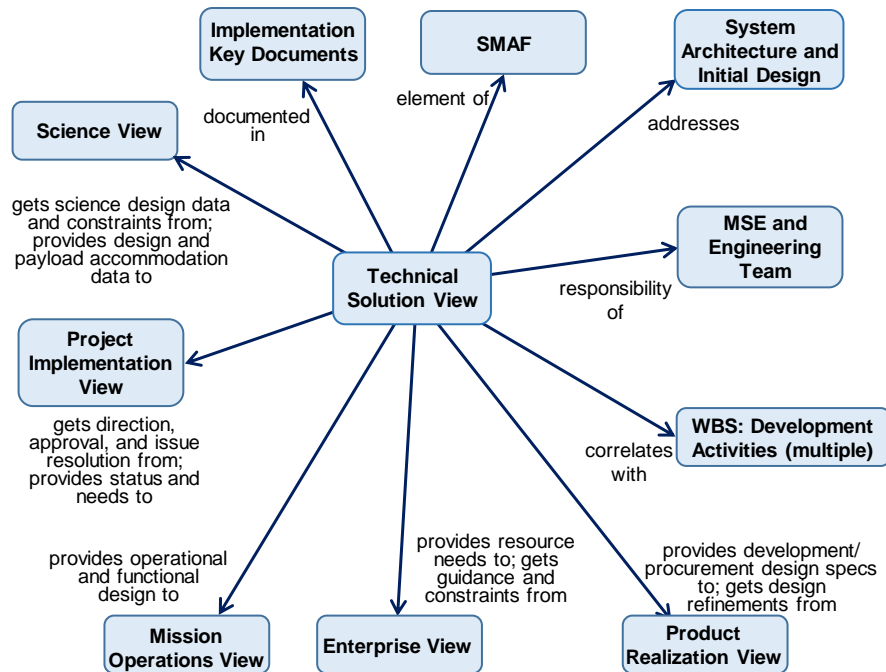 Implementation
Key Documents
SMAF
System
Architecture and
Initial Design
Science View
documented
in
element of
addresses
gets science design data
and constraints from;
provides design and
payload accommodation
data to
MSE and
Engineering
Team
Technical
Solution View
responsibility
of
Project
Implementation
View
gets direction,
approval, and issue
resolution from;
provides status and
needs to
WBS: Development
Activities (multiple)
correlates
with
provides operational
and functional
design to
provides resource
needs to; gets
guidance and
constraints from
provides development/
procurement design specs
to; gets design
refinements from
Mission
Operations View
Enterprise View
Product
Realization View